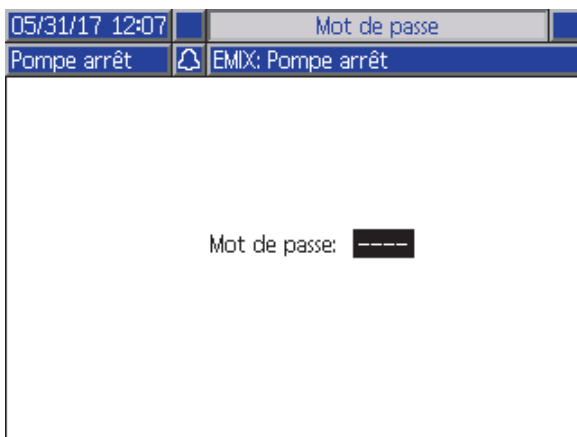 05/31/17 12:07 Mot de passe
Pompe arrêt EMIX: Pompe arrêt
Mot de passe: ----